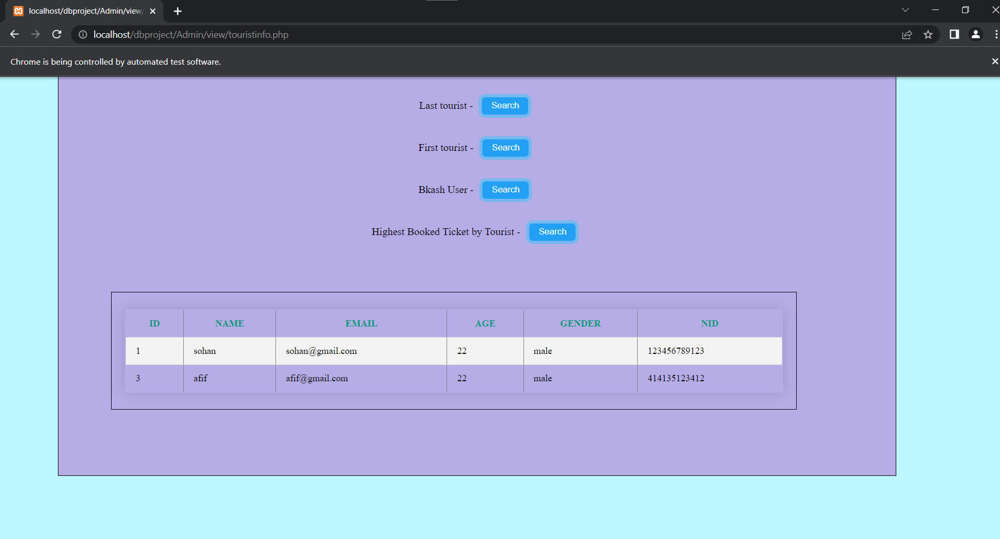 localhost/dbproject/Admin/view/
localhost/dbproject/Admin/view/touristinfo.php
Chrome is being controlled by automated test software.
Last tourist - Search
First tourist - Search
Bkash User - Search
Highest Booked Ticket by Tourist - Search
ID NAME EMAIL AGE GENDER NID
1 sohan sohan@gmail.com 22 male 123456789123
3 afif afif@gmail.com 22 male 414135123412